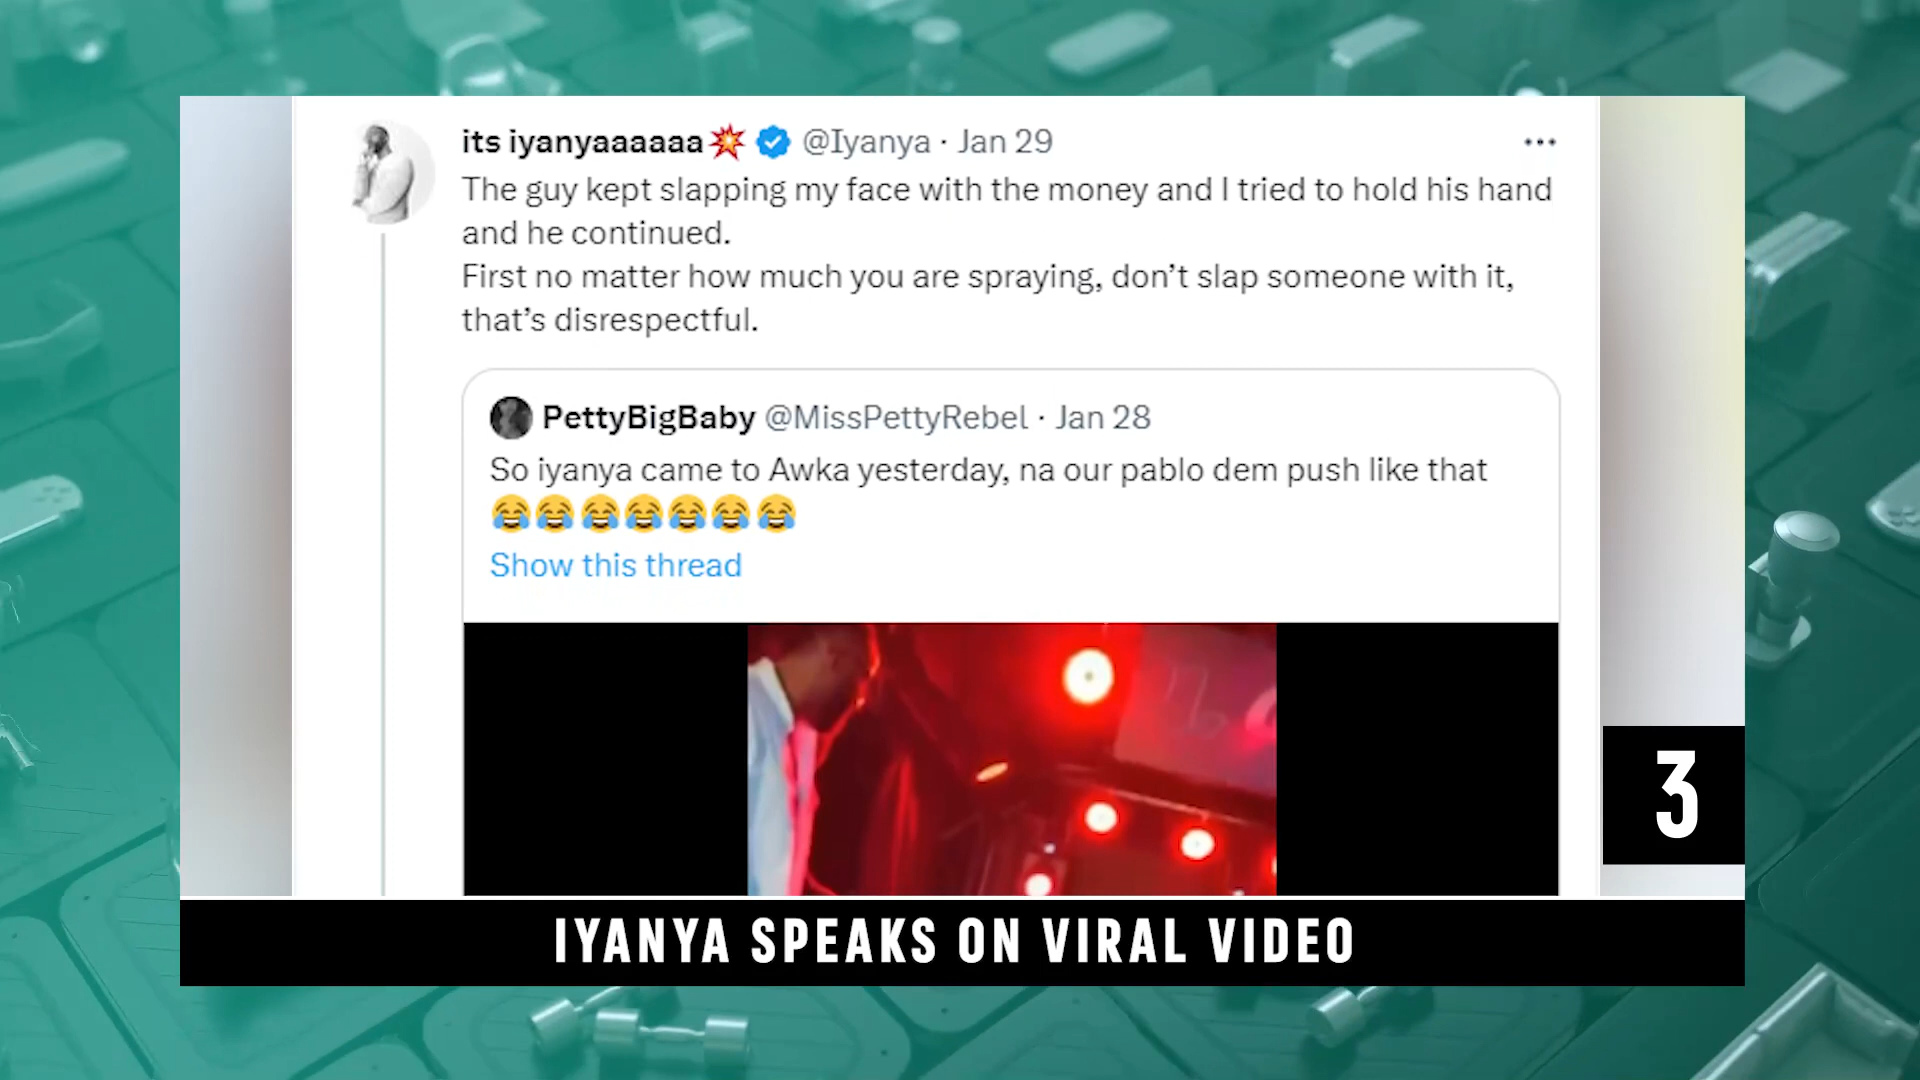 its iyanyaaaaaa💥 @Iyanya · Jan 29
The guy kept slapping my face with the money and I tried to hold his hand
and he continued.
First no matter how much you are spraying, don’t slap someone with it,
that’s disrespectful.
PettyBigBaby @MissPettyRebel · Jan 28
So iyanya came to Awka yesterday, na our pablo dem push like that
😂😂😂😂😂😂😂
Show this thread
3
IYANYA SPEAKS ON VIRAL VIDEO